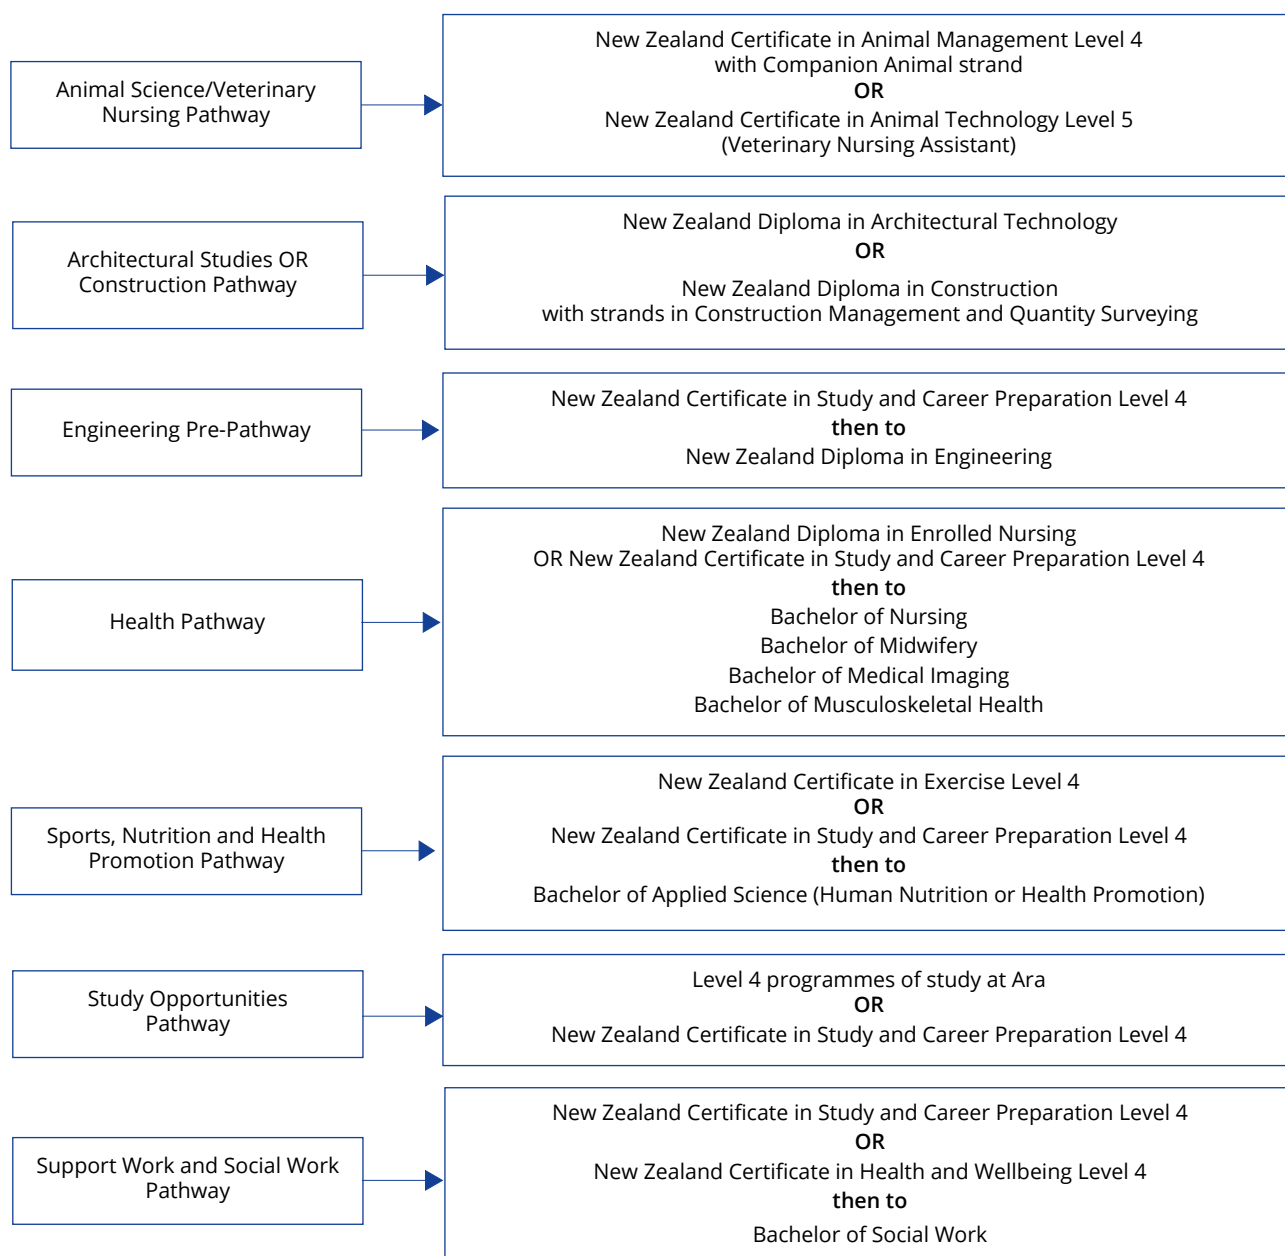 Animal Science/Veterinary
Nursing Pathway
New Zealand Certificate in Animal Management Level 4
with Companion Animal strand
OR
New Zealand Certificate in Animal Technology Level 5
(Veterinary Nursing Assistant)
Architectural Studies OR
Construction Pathway
New Zealand Diploma in Architectural Technology
OR
New Zealand Diploma in Construction
with strands in Construction Management and Quantity Surveying
Engineering Pre-Pathway
New Zealand Certificate in Study and Career Preparation Level 4
then to
New Zealand Diploma in Engineering
Health Pathway
New Zealand Diploma in Enrolled Nursing
OR New Zealand Certificate in Study and Career Preparation Level 4
then to
Bachelor of Nursing
Bachelor of Midwifery
Bachelor of Medical Imaging
Bachelor of Musculoskeletal Health
Sports, Nutrition and Health
Promotion Pathway
New Zealand Certificate in Exercise Level 4
OR
New Zealand Certificate in Study and Career Preparation Level 4
then to
Bachelor of Applied Science (Human Nutrition or Health Promotion)
Study Opportunities
Pathway
Level 4 programmes of study at Ara
OR
New Zealand Certificate in Study and Career Preparation Level 4
Support Work and Social Work
Pathway
New Zealand Certificate in Study and Career Preparation Level 4
OR
New Zealand Certificate in Health and Wellbeing Level 4
then to
Bachelor of Social Work